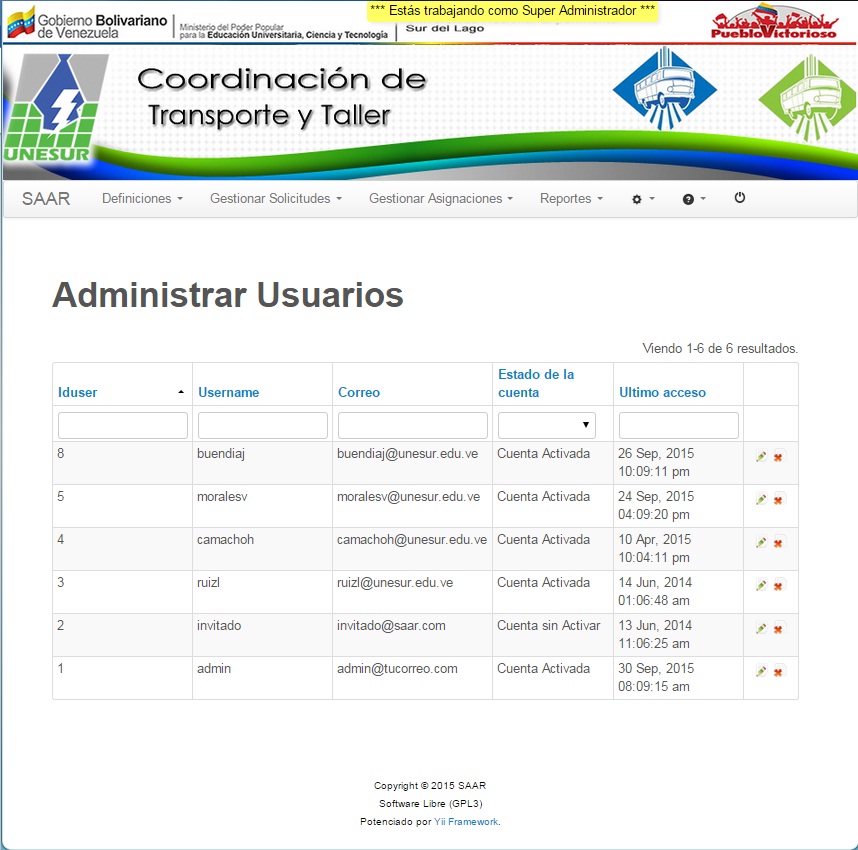 *** Estás trabajando como Super Administrador ***
Gobierno Bolivariano
de Venezuela
Ministerio del Poder Popular
para la Educación Universitaria, Ciencia y Tecnología
Sur del Lago
PuebloVictorioso
Coordinación de
Transporte y Taller
UNESUR
SAAR Definiciones Gestionar Solicitudes Gestionar Asignaciones Reportes
Administrar Usuarios
Viendo 1-6 de 6 resultados.
Iduser Username Correo Estado de la cuenta Ultimo acceso
8 buendiaj buendiaj@unesur.edu.ve Cuenta Activada 26 Sep, 2015 10:09:11 pm
5 moralesv moralesv@unesur.edu.ve Cuenta Activada 24 Sep, 2015 04:09:20 pm
4 camachoh camachoh@unesur.edu.ve Cuenta Activada 10 Apr, 2015 10:04:11 pm
3 ruizl ruizl@unesur.edu.ve Cuenta Activada 14 Jun, 2014 01:06:48 am
2 invitado invitado@saar.com Cuenta sin Activar 13 Jun, 2014 11:06:25 am
1 admin admin@tucorreo.com Cuenta Activada 30 Sep, 2015 08:09:15 am
Copyright © 2015 SAAR
Software Libre (GPL3)
Potenciado por Yii Framework.